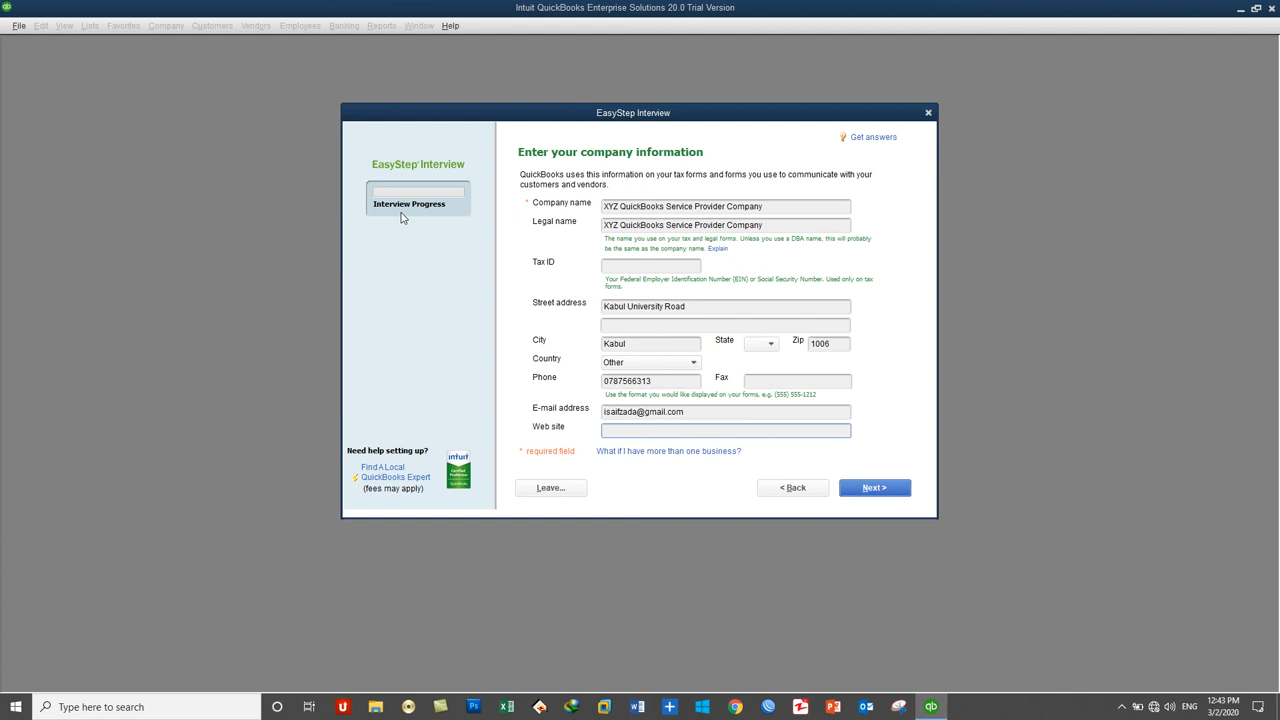 Intuit QuickBooks Enterprise Solutions 20.0 Trial Version
File Edit View Lists Favorites Company Customers Vendors Employees Banking Reports Window Help
EasyStep Interview
Get answers
EasyStep® Interview
Interview Progress
Enter your company information
QuickBooks uses this information on your tax forms and forms you use to communicate with your
customers and vendors.
* Company name XYZ QuickBooks Service Provider Company
Legal name XYZ QuickBooks Service Provider Company
The name you use on your tax and legal forms. Unless you use a DBA name, this will probably
be the same as the company name. Explain
Tax ID
Your Federal Employer Identification Number (EIN) or Social Security Number. Used only on tax
forms.
Street address Kabul University Road
City Kabul State Zip 1006
Country Other
Phone 0787566313 Fax
Use the format you would like displayed on your forms, e.g. (555) 555-1212
E-mail address isaifzada@gmail.com
Web site
* required field What if I have more than one business?
Need help setting up?
Find A Local
QuickBooks Expert
(fees may apply)
intuit
Leave... < Back Next >
Type here to search
ENG
12:43 PM
3/2/2020